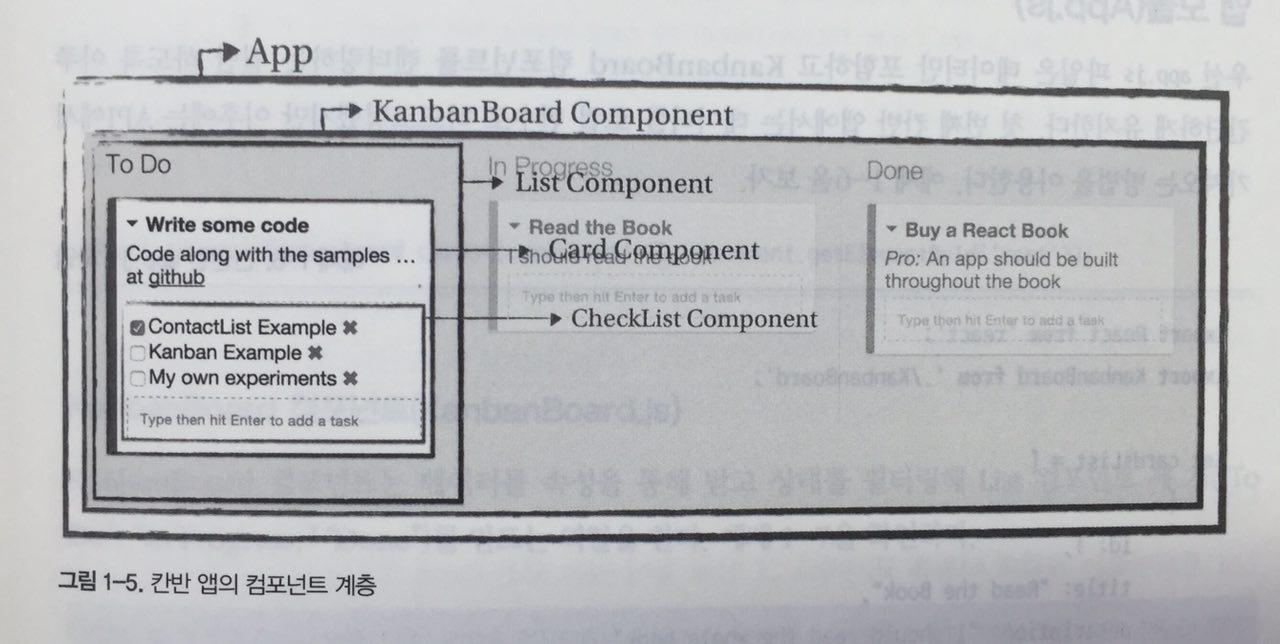 App
KanbanBoard Component
To Do
In Progress
Done
List Component
Write some code
Code along with the samples ...
at github
ContactList Example ✖
Kanban Example ✖
My own experiments ✖
Type then hit Enter to add a task
Read the Book
Card Component
I should read the book
Type then hit Enter to add a task
CheckList Component
Buy a React Book
Pro: An app should be built
throughout the book
Type then hit Enter to add a task
그림 1-5. 칸반 앱의 컴포넌트 계층